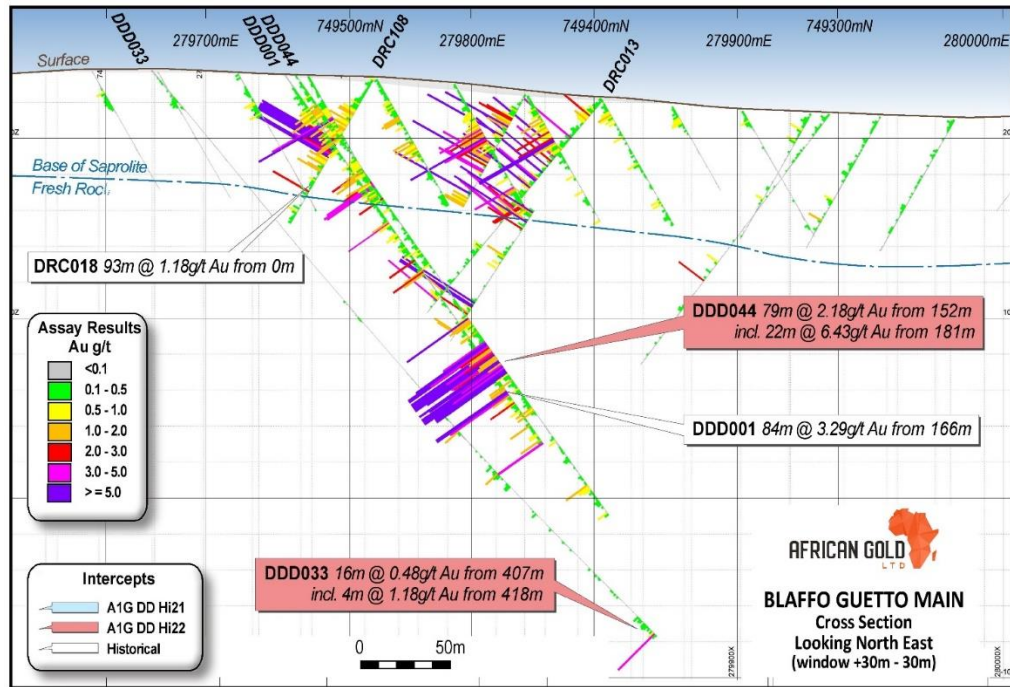 749500mN
749400mN
749300mN
279700mE
279800mE
279900mE
280000mE
DDD033
DDD001
DDD044
DRC108
DRC013
Surface
Base of Saprolite
Fresh Roc
DRC018 93m @ 1.18g/t Au from 0m
DDD044 79m @ 2.18g/t Au from 152m
incl. 22m @ 6.43g/t Au from 181m
DDD001 84m @ 3.29g/t Au from 166m
Assay Results
Au g/t
<0.1
0.1 - 0.5
0.5 - 1.0
1.0 - 2.0
2.0 - 3.0
3.0 - 5.0
>= 5.0
DDD033 16m @ 0.48g/t Au from 407m
incl. 4m @ 1.18g/t Au from 418m
Intercepts
A1G DD Hi21
A1G DD Hi22
Historical
0 50m
AFRICAN GOLD
LTD
BLAFFO GUETTO MAIN
Cross Section
Looking North East
(window +30m - 30m)
279900X
280000X